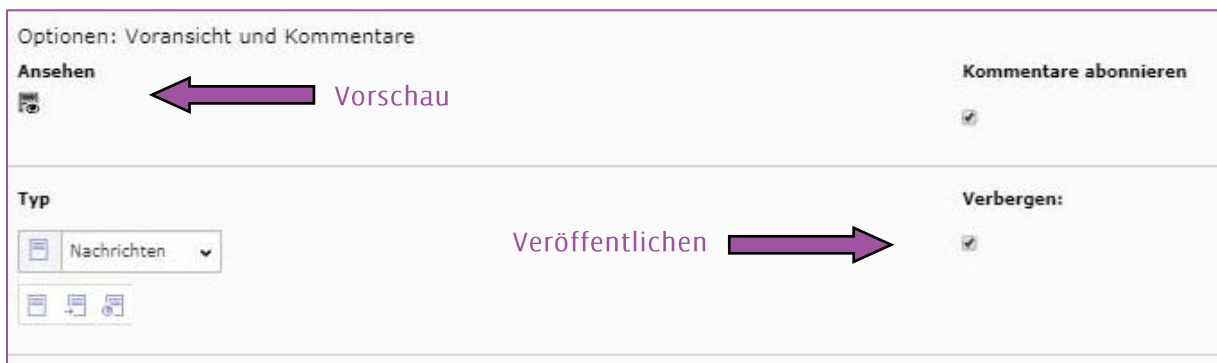 Optionen: Voransicht und Kommentare
Ansehen
Kommentare abonnieren
Vorschau
Typ
Verbergen:
Nachrichten
Veröffentlichen